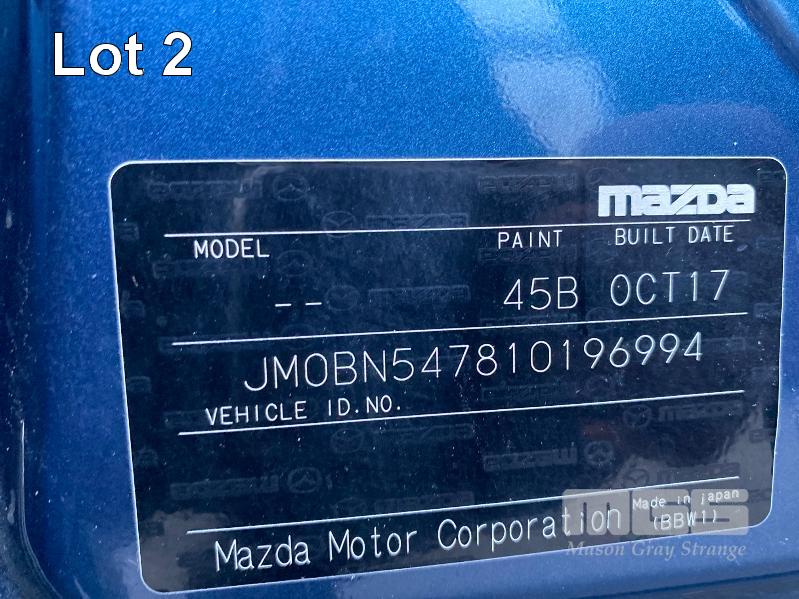 Lot 2
mazda
MODEL PAINT BUILT DATE
-- 45B OCT17
JM0BN547810196994
VEHICLE ID.NO.
Mazda Motor Corporation Made in japan
(BBW1)
MGS
Mason Gray Strange